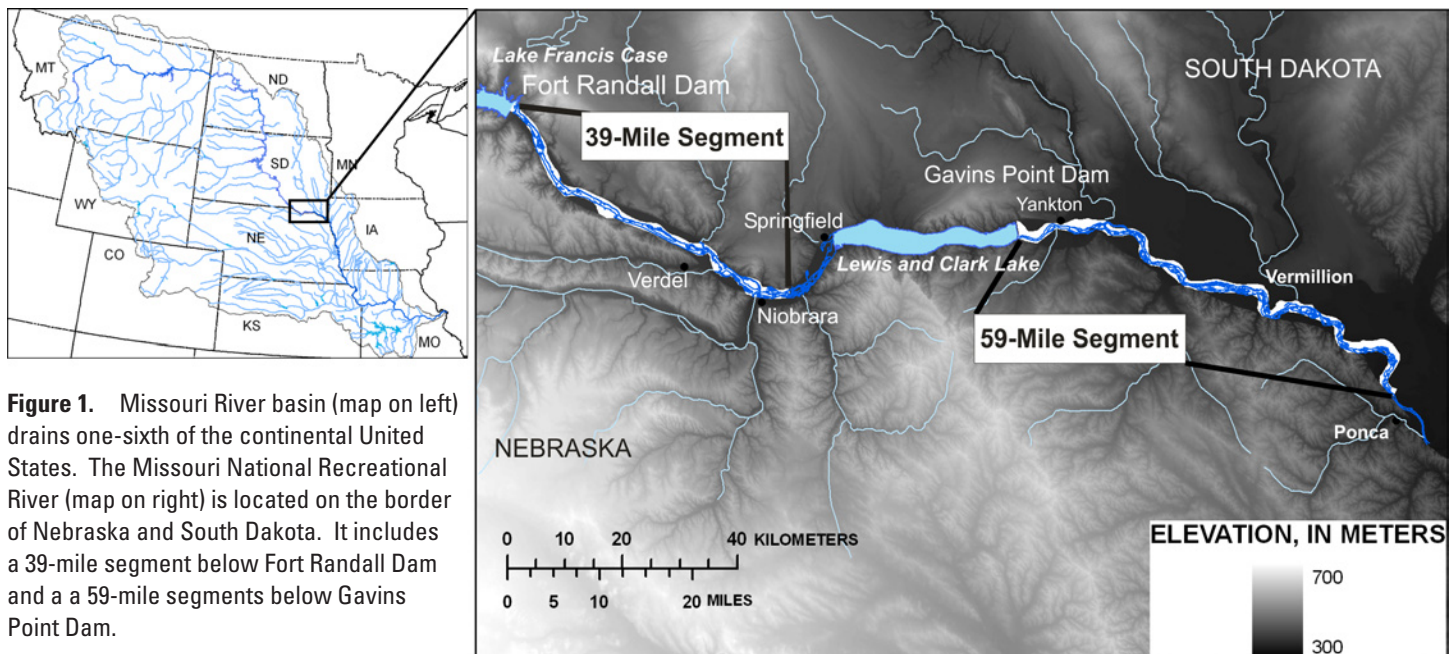 MT
ND
SD
MN
WY
NE
IA
CO
KS
MO
Figure 1. Missouri River basin (map on left)
drains one-sixth of the continental United
States. The Missouri National Recreational
River (map on right) is located on the border
of Nebraska and South Dakota. It includes
a 39-mile segment below Fort Randall Dam
and a a 59-mile segments below Gavins
Point Dam.
Lake Francis Case
Fort Randall Dam
SOUTH DAKOTA
39-Mile Segment
Gavins Point Dam
Yankton
Springfield
Lewis and Clark Lake
Verdel
Vermillion
Niobrara
59-Mile Segment
Ponca
NEBRASKA
0 10 20 40 KILOMETERS
0 5 10 20 MILES
ELEVATION, IN METERS
700
300